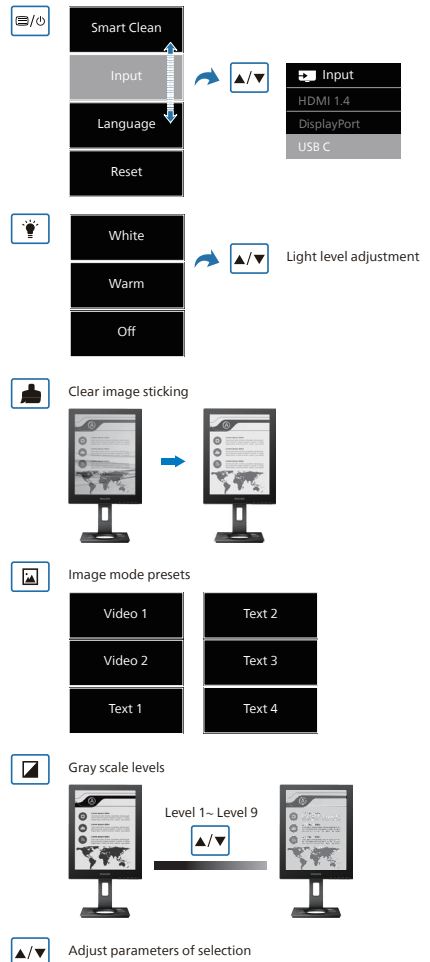 Smart Clean
Input
Language
Reset
▲/▼
Input
HDMI 1.4
DisplayPort
USB C
White
Warm
Off
▲/▼
Light level adjustment
Clear image sticking
Image mode presets
Video 1
Video 2
Text 1
Text 2
Text 3
Text 4
Gray scale levels
Level 1~ Level 9
▲/▼
▲/▼
Adjust parameters of selection